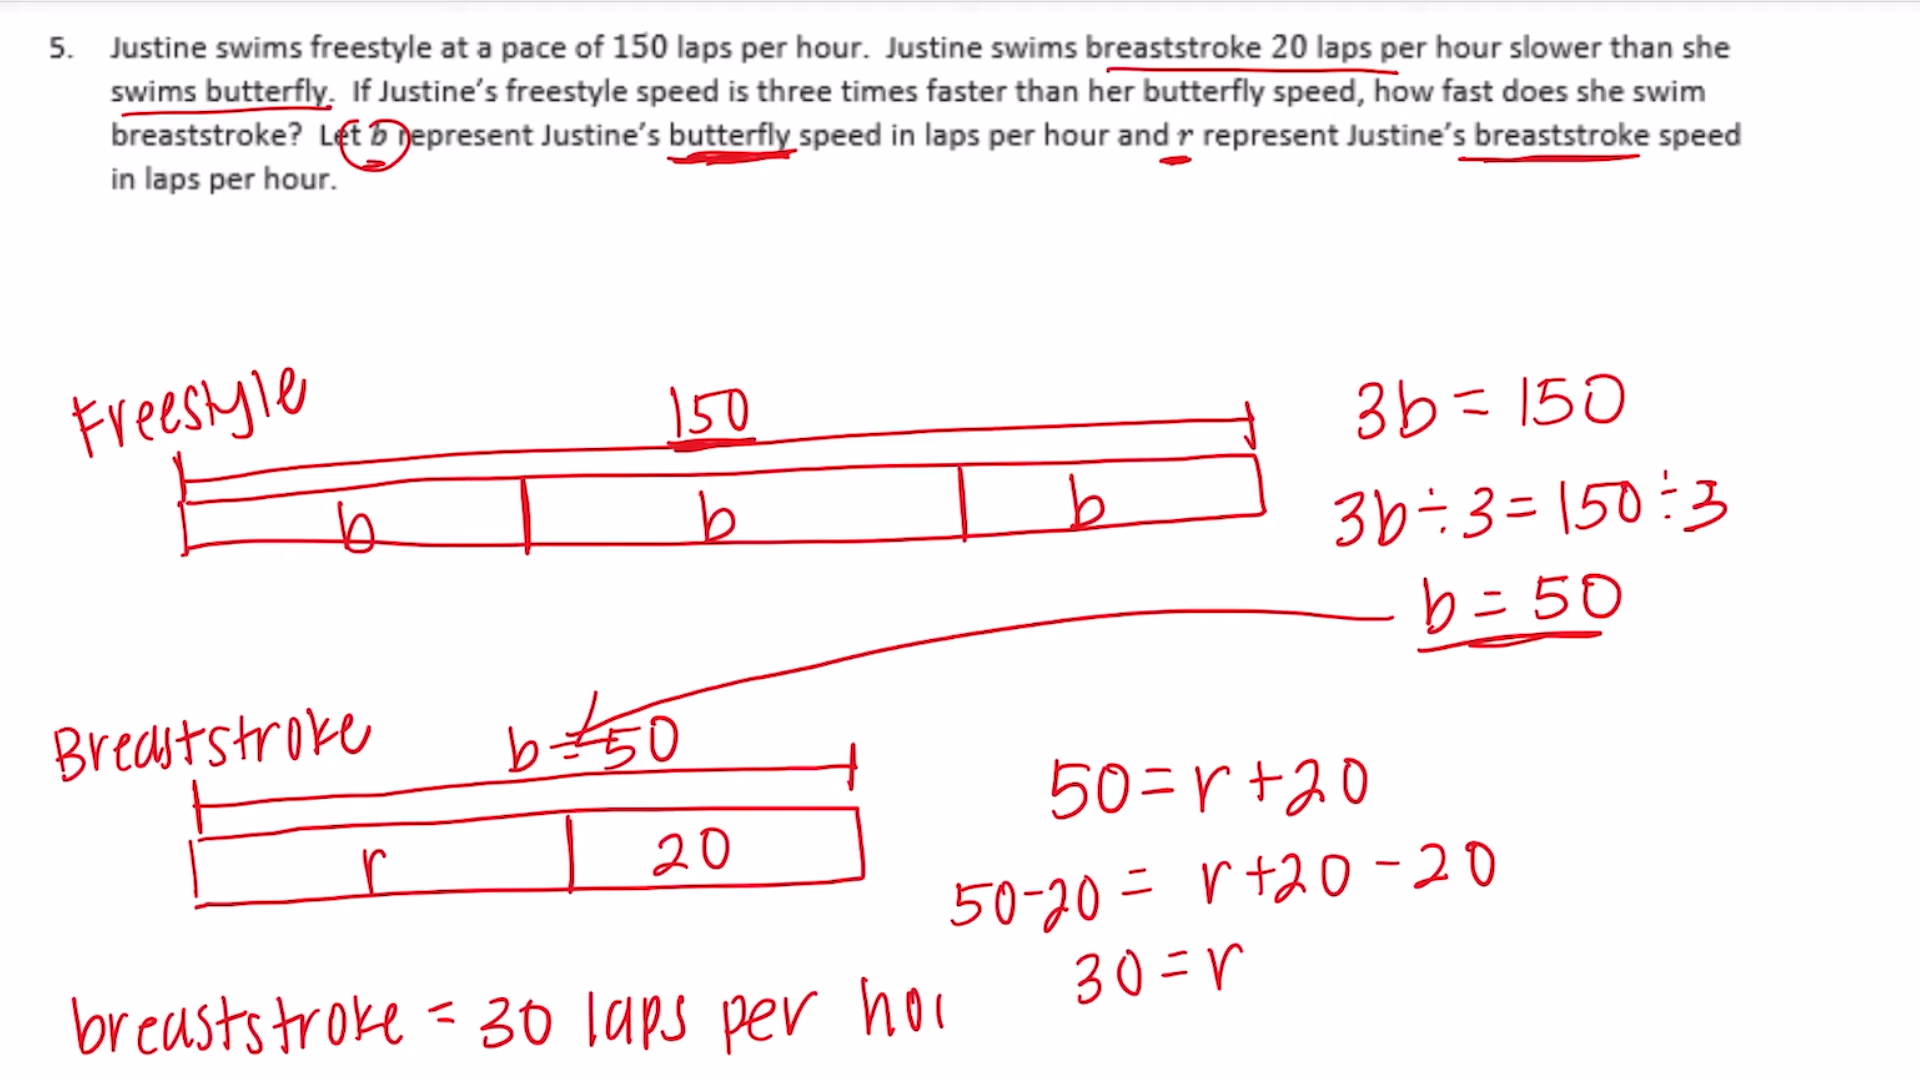 5. Justine swims freestyle at a pace of 150 laps per hour. Justine swims breaststroke 20 laps per hour slower than she
swims butterfly. If Justine's freestyle speed is three times faster than her butterfly speed, how fast does she swim
breaststroke? Let b represent Justine's butterfly speed in laps per hour and r represent Justine's breaststroke speed
in laps per hour.
Freestyle
150
b b b
3b = 150
3b ÷ 3 = 150 ÷ 3
b = 50
Breaststroke
b = 50
r 20
50 = r + 20
50 - 20 = r + 20 - 20
30 = r
breaststroke = 30 laps per